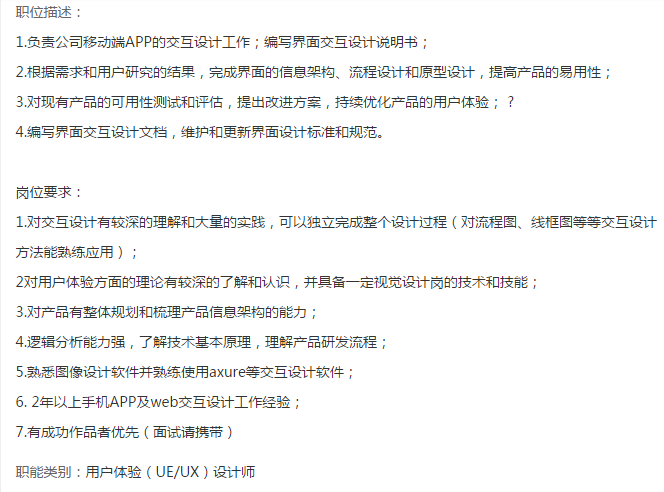 职位描述：
1.负责公司移动端APP的交互设计工作；编写界面交互设计说明书；
2.根据需求和用户研究的结果，完成界面的信息架构、流程设计和原型设计，提高产品的易用性；
3.对现有产品的可用性测试和评估，提出改进方案，持续优化产品的用户体验；？
4.编写界面交互设计文档，维护和更新界面设计标准和规范。
岗位要求：
1.对交互设计有较深的理解和大量的实践，可以独立完成整个设计过程（对流程图、线框图等等交互设计
方法能熟练应用）；
2对用户体验方面的理论有较深的了解和认识，并具备一定视觉设计岗的技术和技能；
3.对产品有整体规划和梳理产品信息架构的能力；
4.逻辑分析能力强，了解技术基本原理，理解产品研发流程；
5.熟悉图像设计软件并熟练使用axure等交互设计软件；
6. 2年以上手机APP及web交互设计工作经验；
7.有成功作品者优先（面试请携带）
职能类别：用户体验（UE/UX）设计师